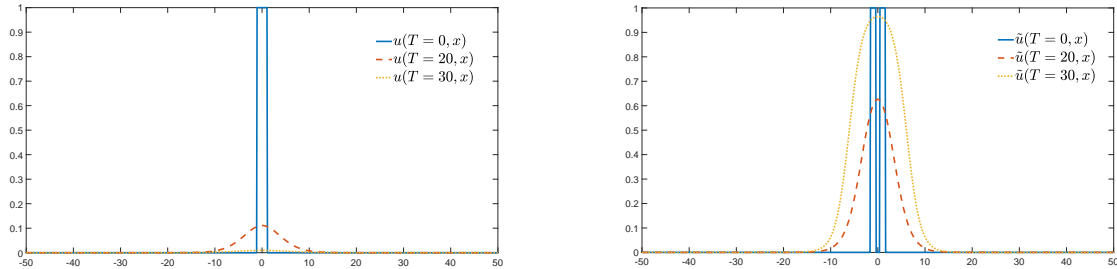 1
0.9
0.8
0.7
0.6
0.5
0.4
0.3
0.2
0.1
0
-50 -40 -30 -20 -10 0 10 20 30 40 50
u(T = 0, x)
u(T = 20, x)
u(T = 30, x)
1
0.9
0.8
0.7
0.6
0.5
0.4
0.3
0.2
0.1
0
-50 -40 -30 -20 -10 0 10 20 30 40 50
ũ(T = 0, x)
ũ(T = 20, x)
ũ(T = 30, x)